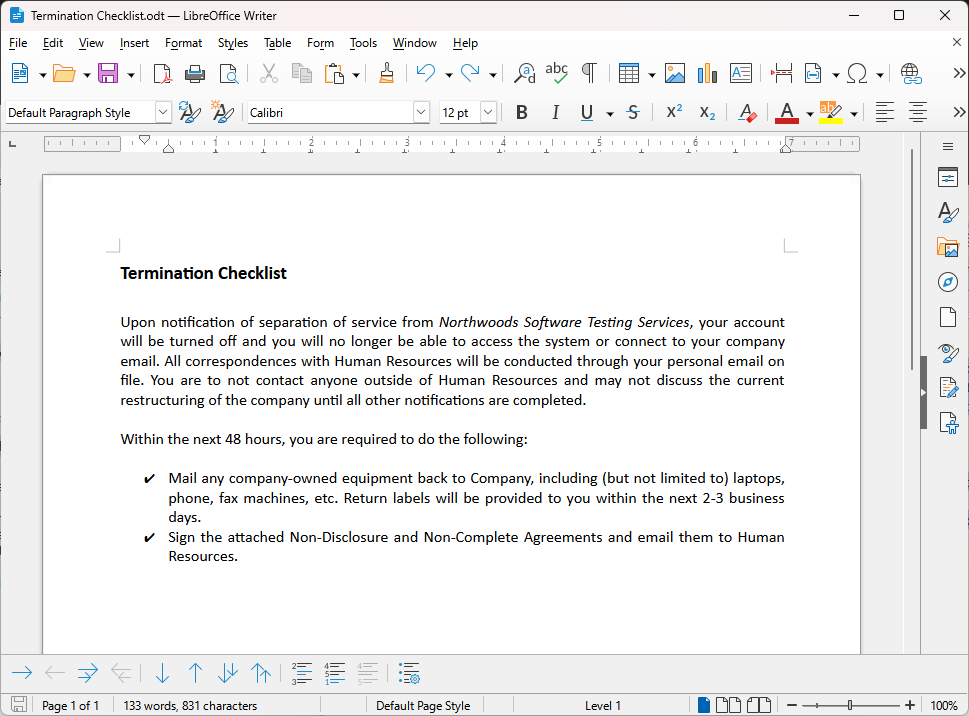 Termination Checklist.odt — LibreOffice Writer
File Edit View Insert Format Styles Table Form Tools Window Help
Default Paragraph Style Calibri 12 pt B I U S X² X₂ A A
1 2 3 4 5 6 7
Termination Checklist
Upon notification of separation of service from Northwoods Software Testing Services, your account
will be turned off and you will no longer be able to access the system or connect to your company
email. All correspondences with Human Resources will be conducted through your personal email on
file. You are to not contact anyone outside of Human Resources and may not discuss the current
restructuring of the company until all other notifications are completed.
Within the next 48 hours, you are required to do the following:
✔ Mail any company-owned equipment back to Company, including (but not limited to) laptops,
phone, fax machines, etc. Return labels will be provided to you within the next 2-3 business
days.
✔ Sign the attached Non-Disclosure and Non-Complete Agreements and email them to Human
Resources.
Page 1 of 1 133 words, 831 characters Default Page Style Level 1 100%